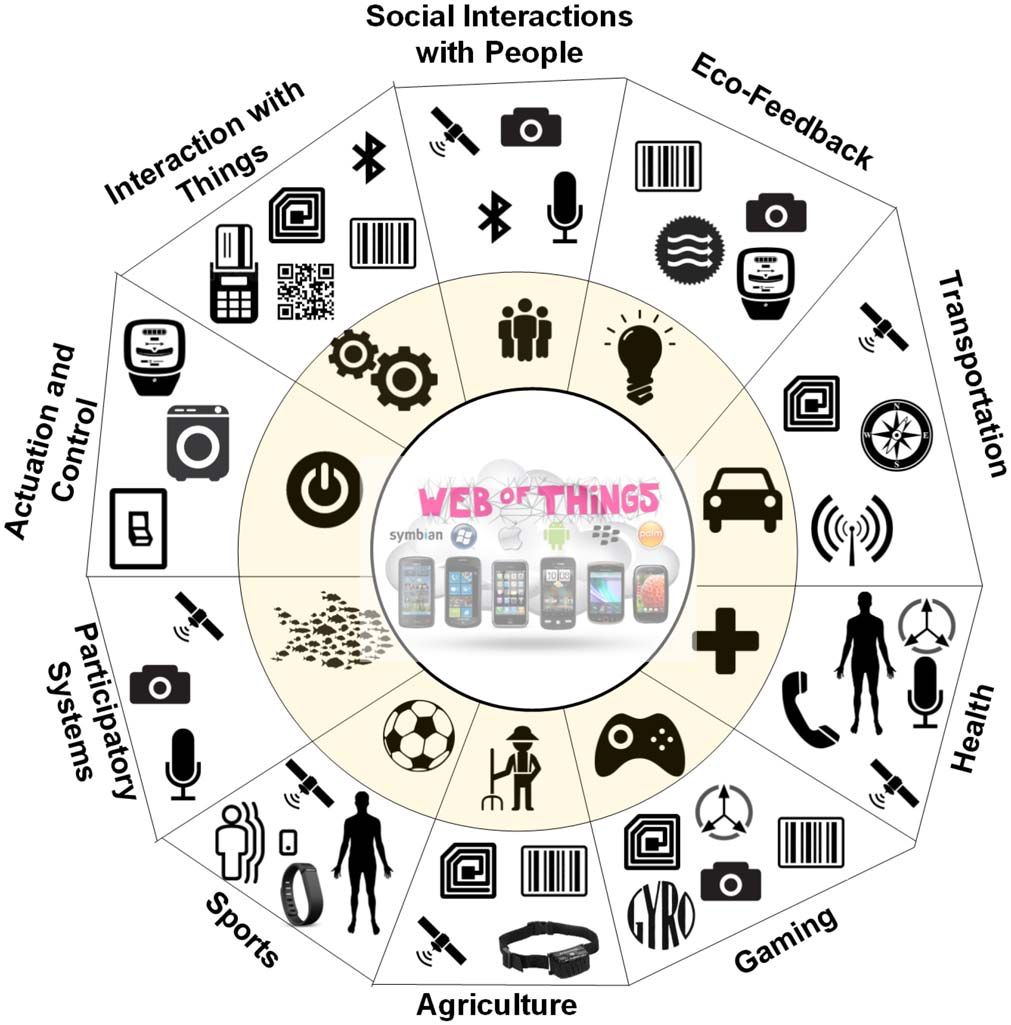 Social Interactions
with People
Eco-Feedback
Interaction with
Things
Transportation
Actuation and
Control
N
W
E
S
WEB OF THINGS
symbian
palm
Participatory
Systems
Health
Sports
GYRO
Gaming
Agriculture